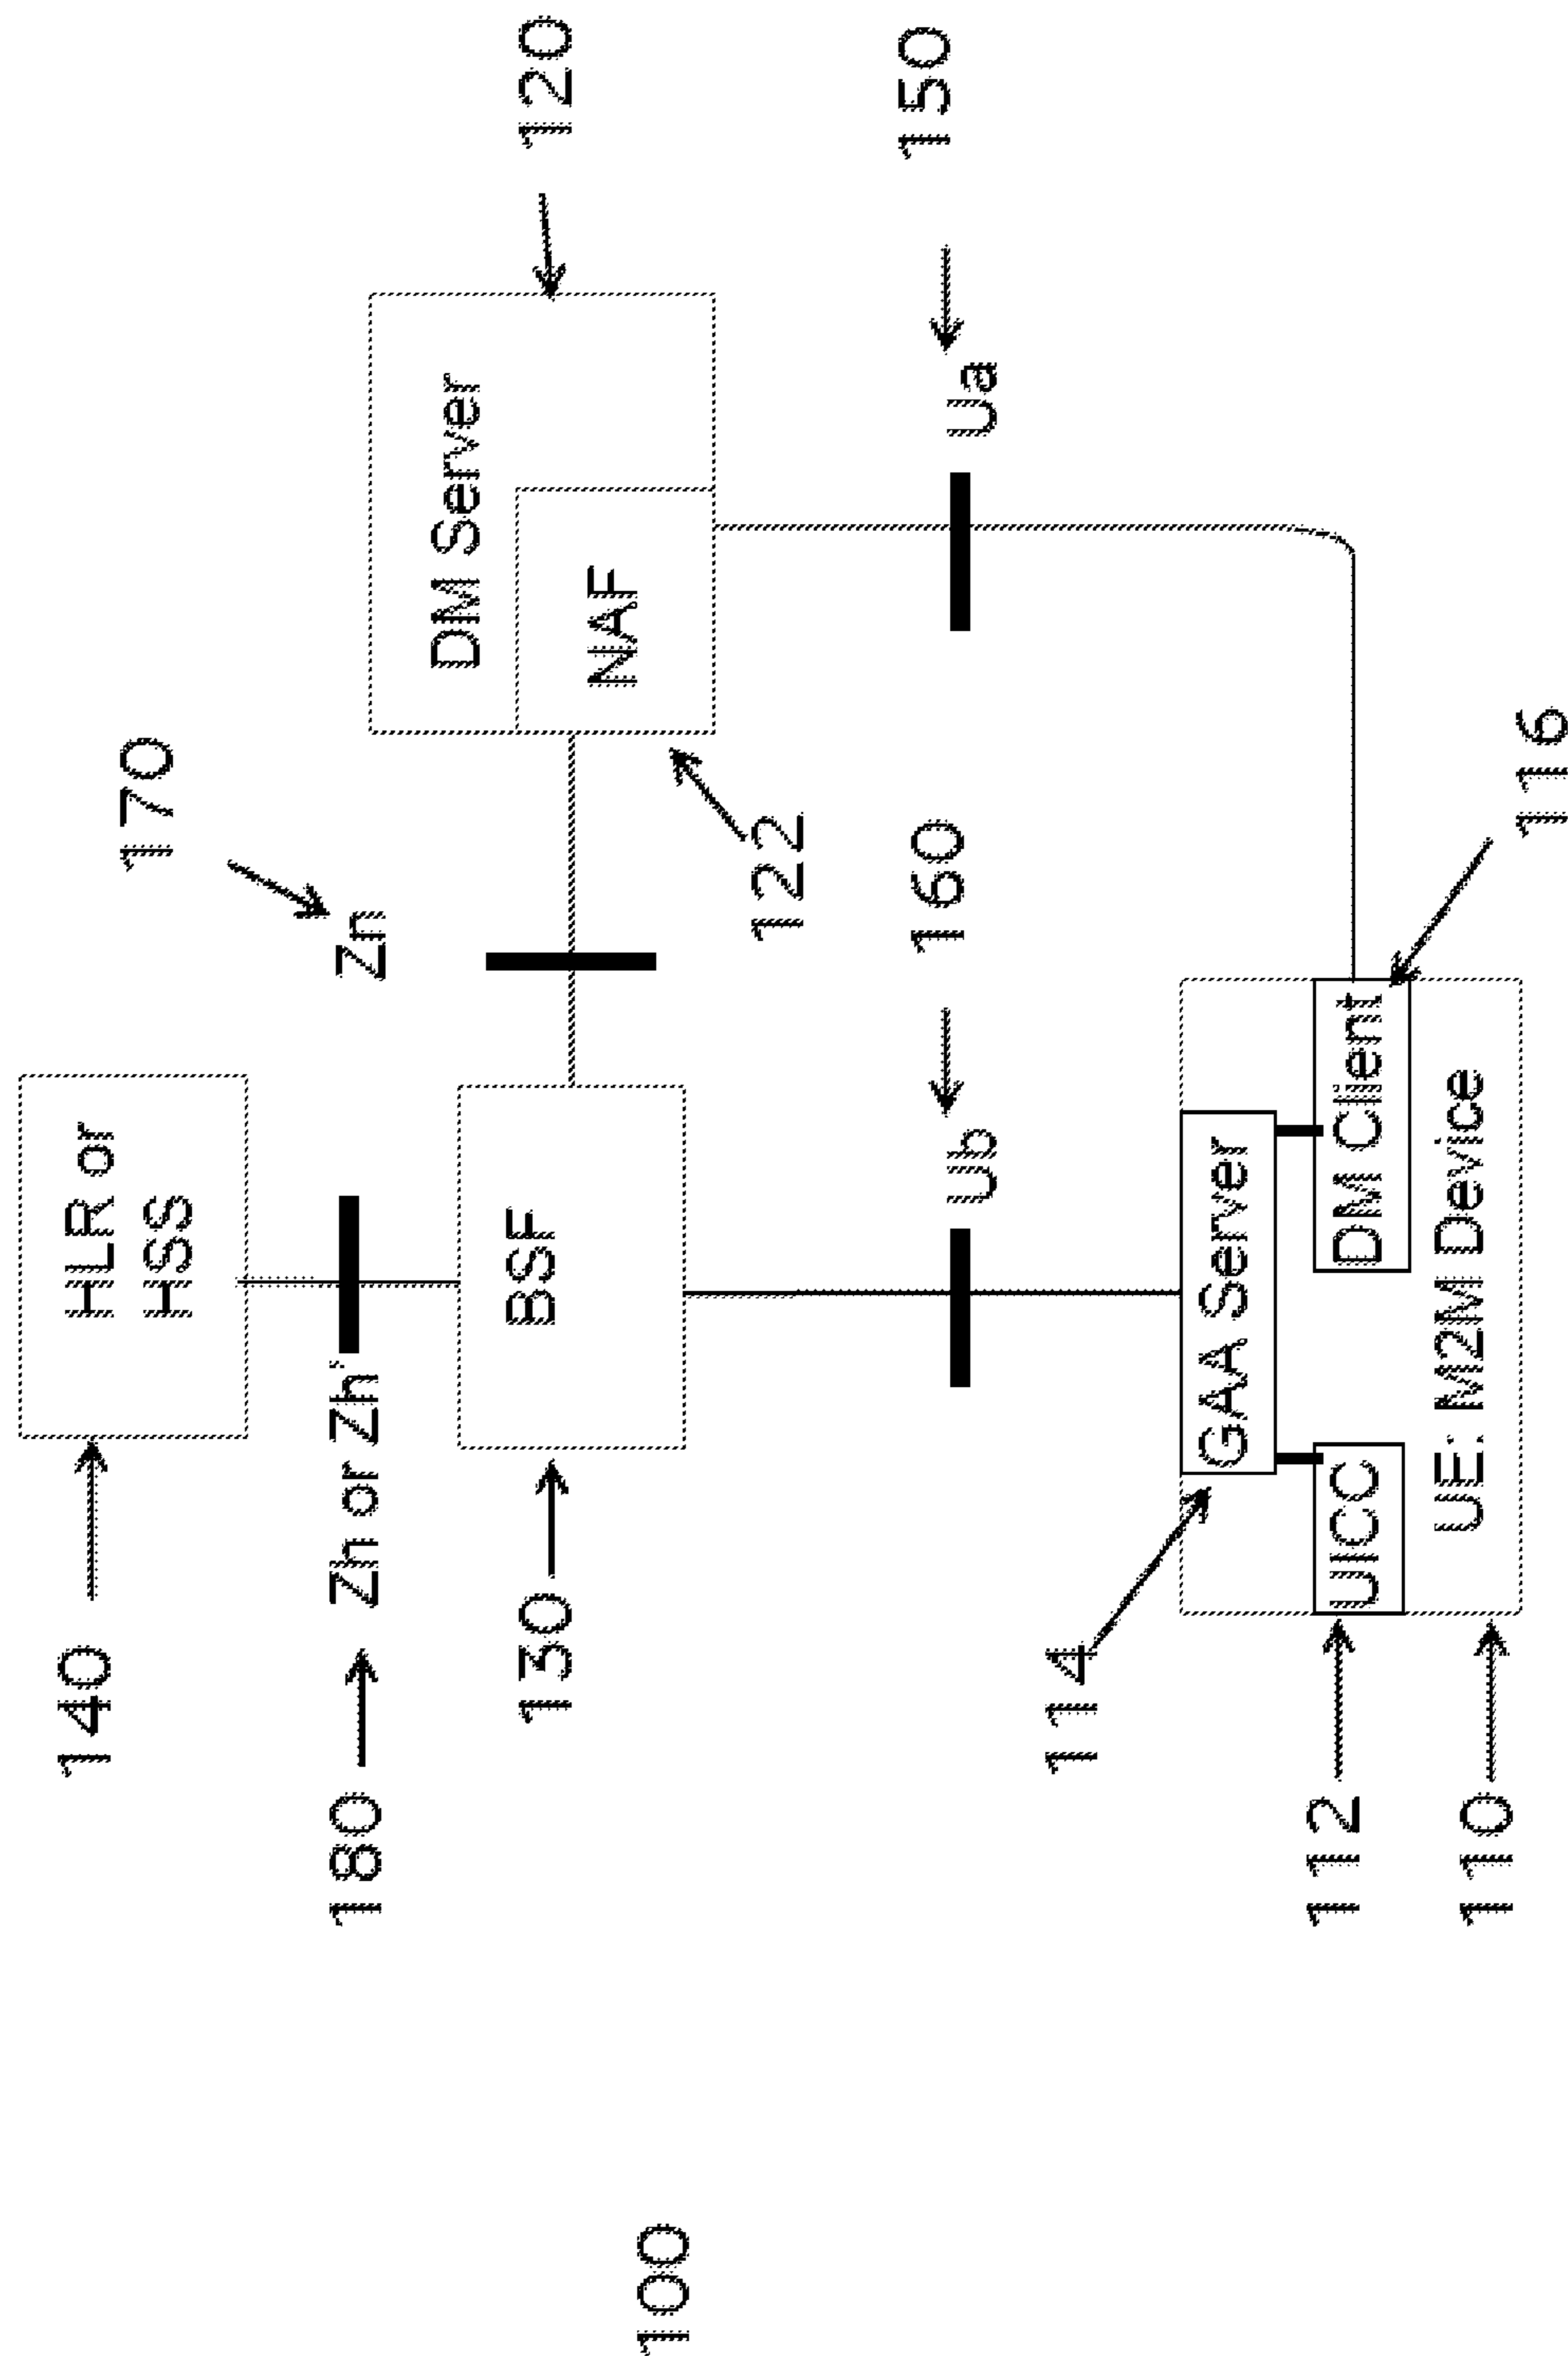 140
HLR or
HSS
180
Zh or Zh'
170
Zn
130
BSF
DM Server
120
NAF
122
100
160
150
Ub
Ua
114
GAA Server
112
UICC
DM Client
116
110
UE: M2M Device